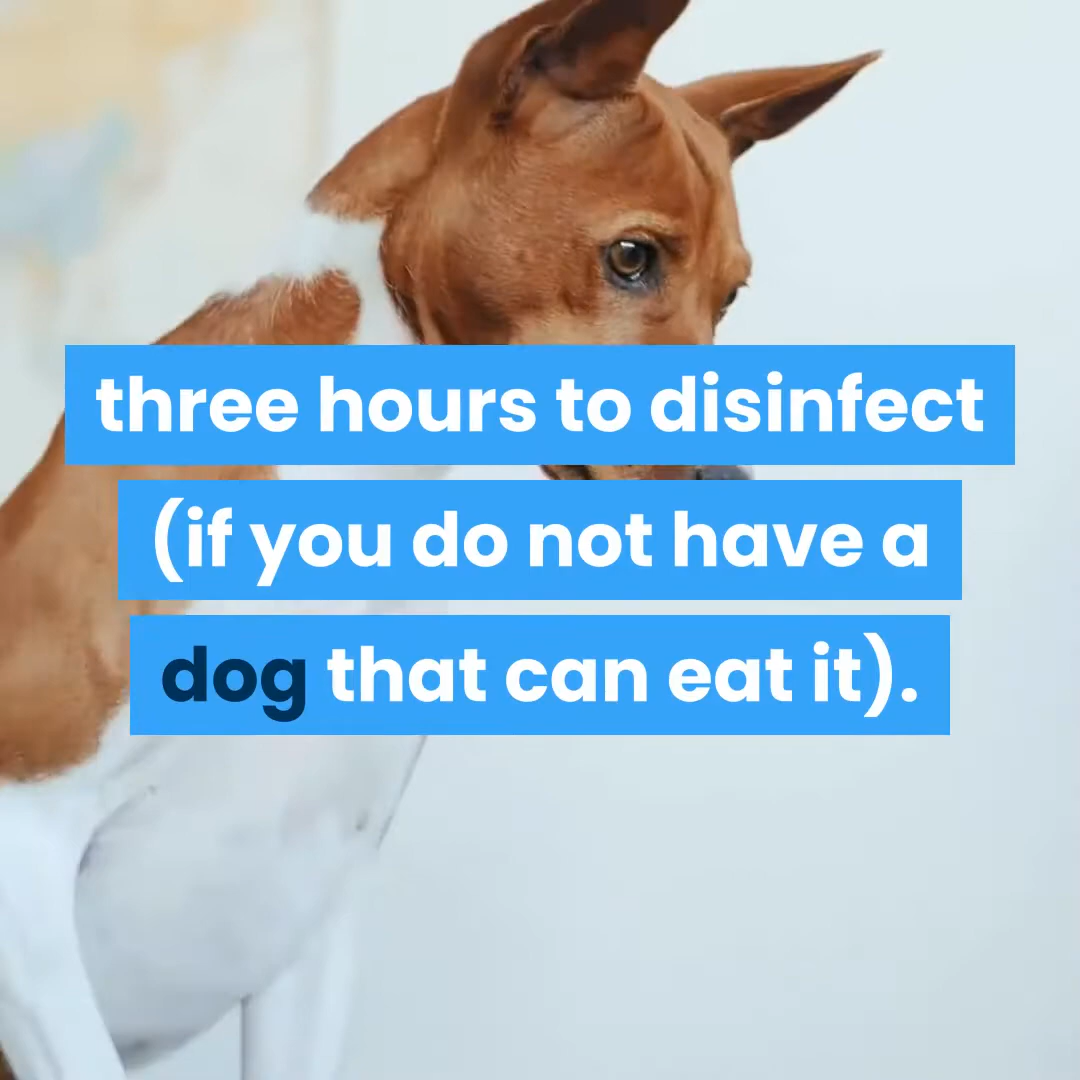 three hours to disinfect
(if you do not have a
dog that can eat it).